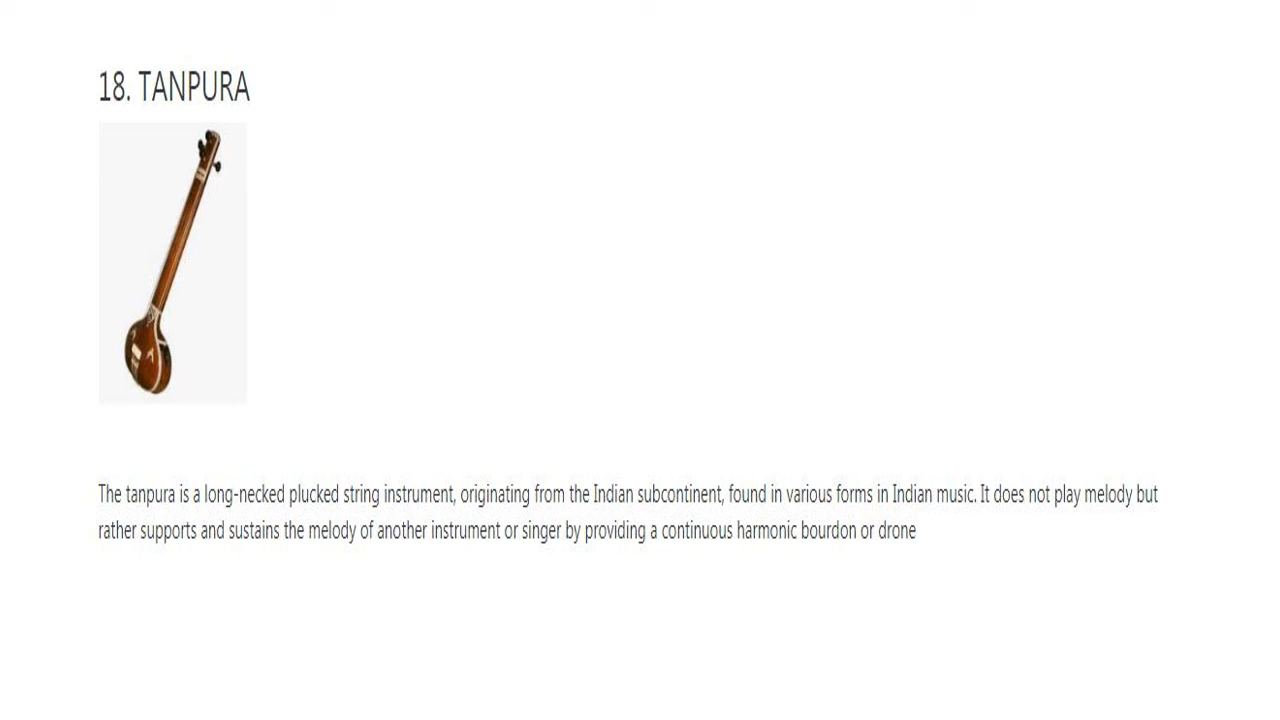 18. TANPURA
The tanpura is a long-necked plucked string instrument, originating from the Indian subcontinent, found in various forms in Indian music. It does not play melody but
rather supports and sustains the melody of another instrument or singer by providing a continuous harmonic bourdon or drone